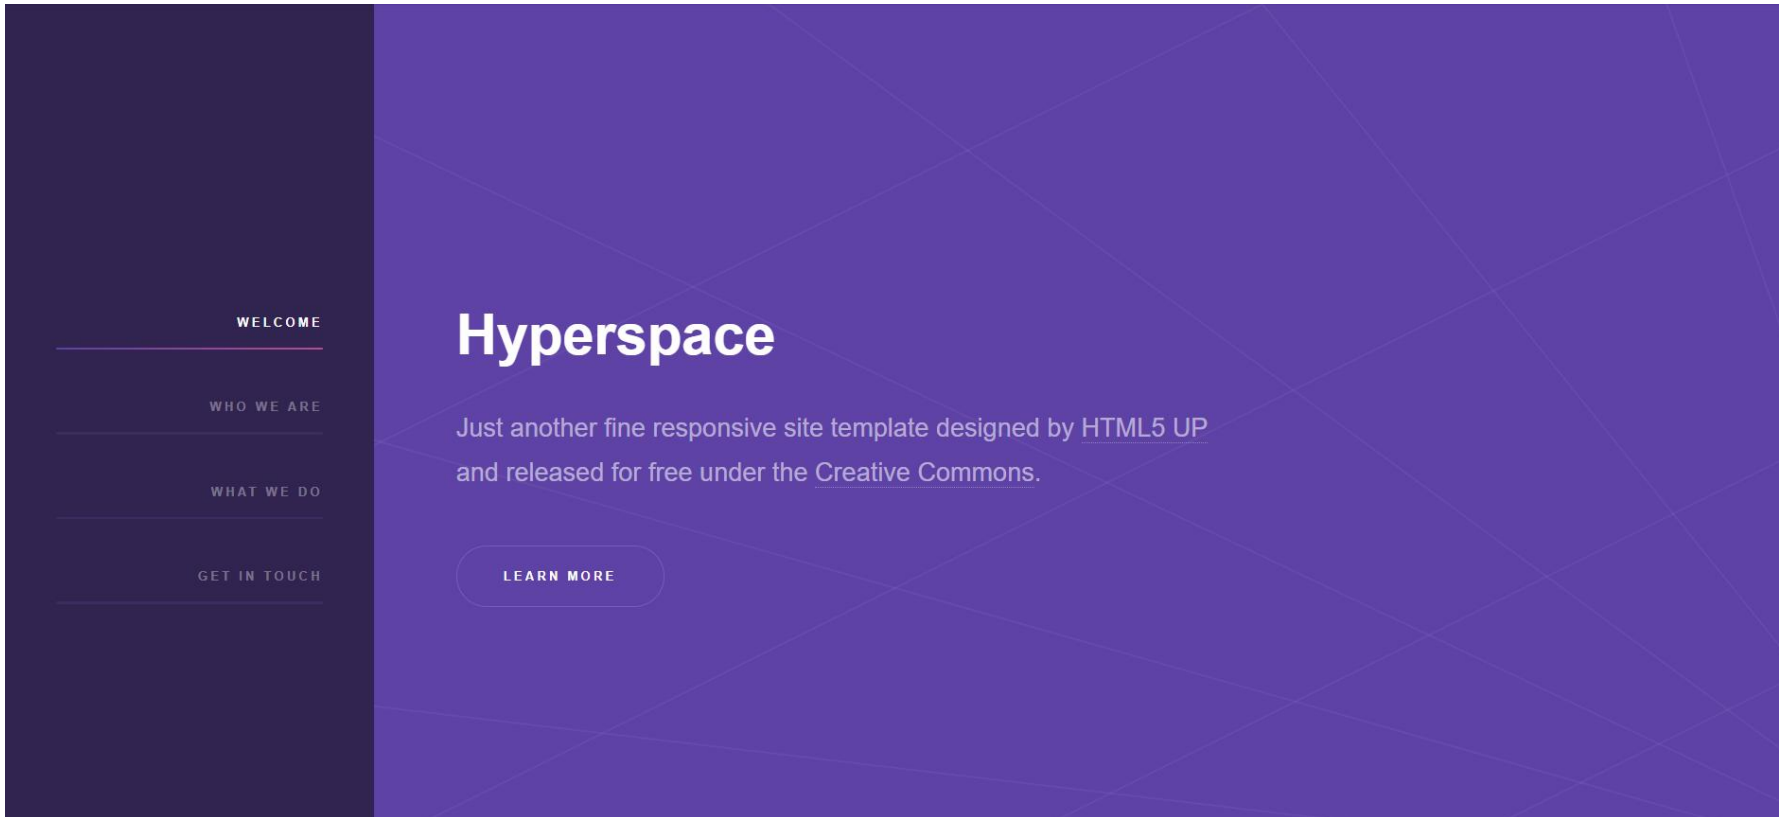 WELCOME
WHO WE ARE
WHAT WE DO
GET IN TOUCH
Hyperspace
Just another fine responsive site template designed by HTML5 UP
and released for free under the Creative Commons.
LEARN MORE